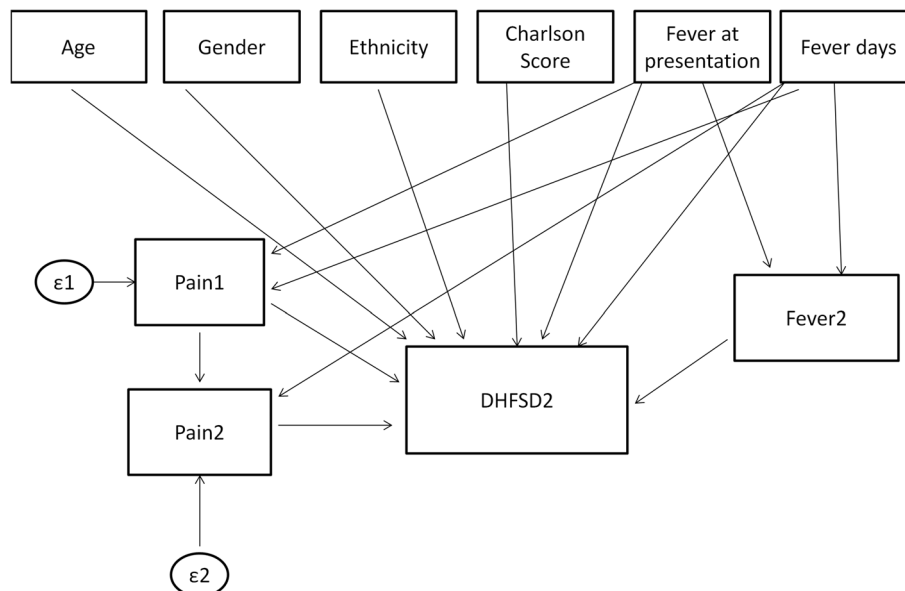 Age
Gender
Ethnicity
Charlson
Score
Fever at
presentation
Fever days
ε1
Pain1
Fever2
DHFSD2
Pain2
ε2